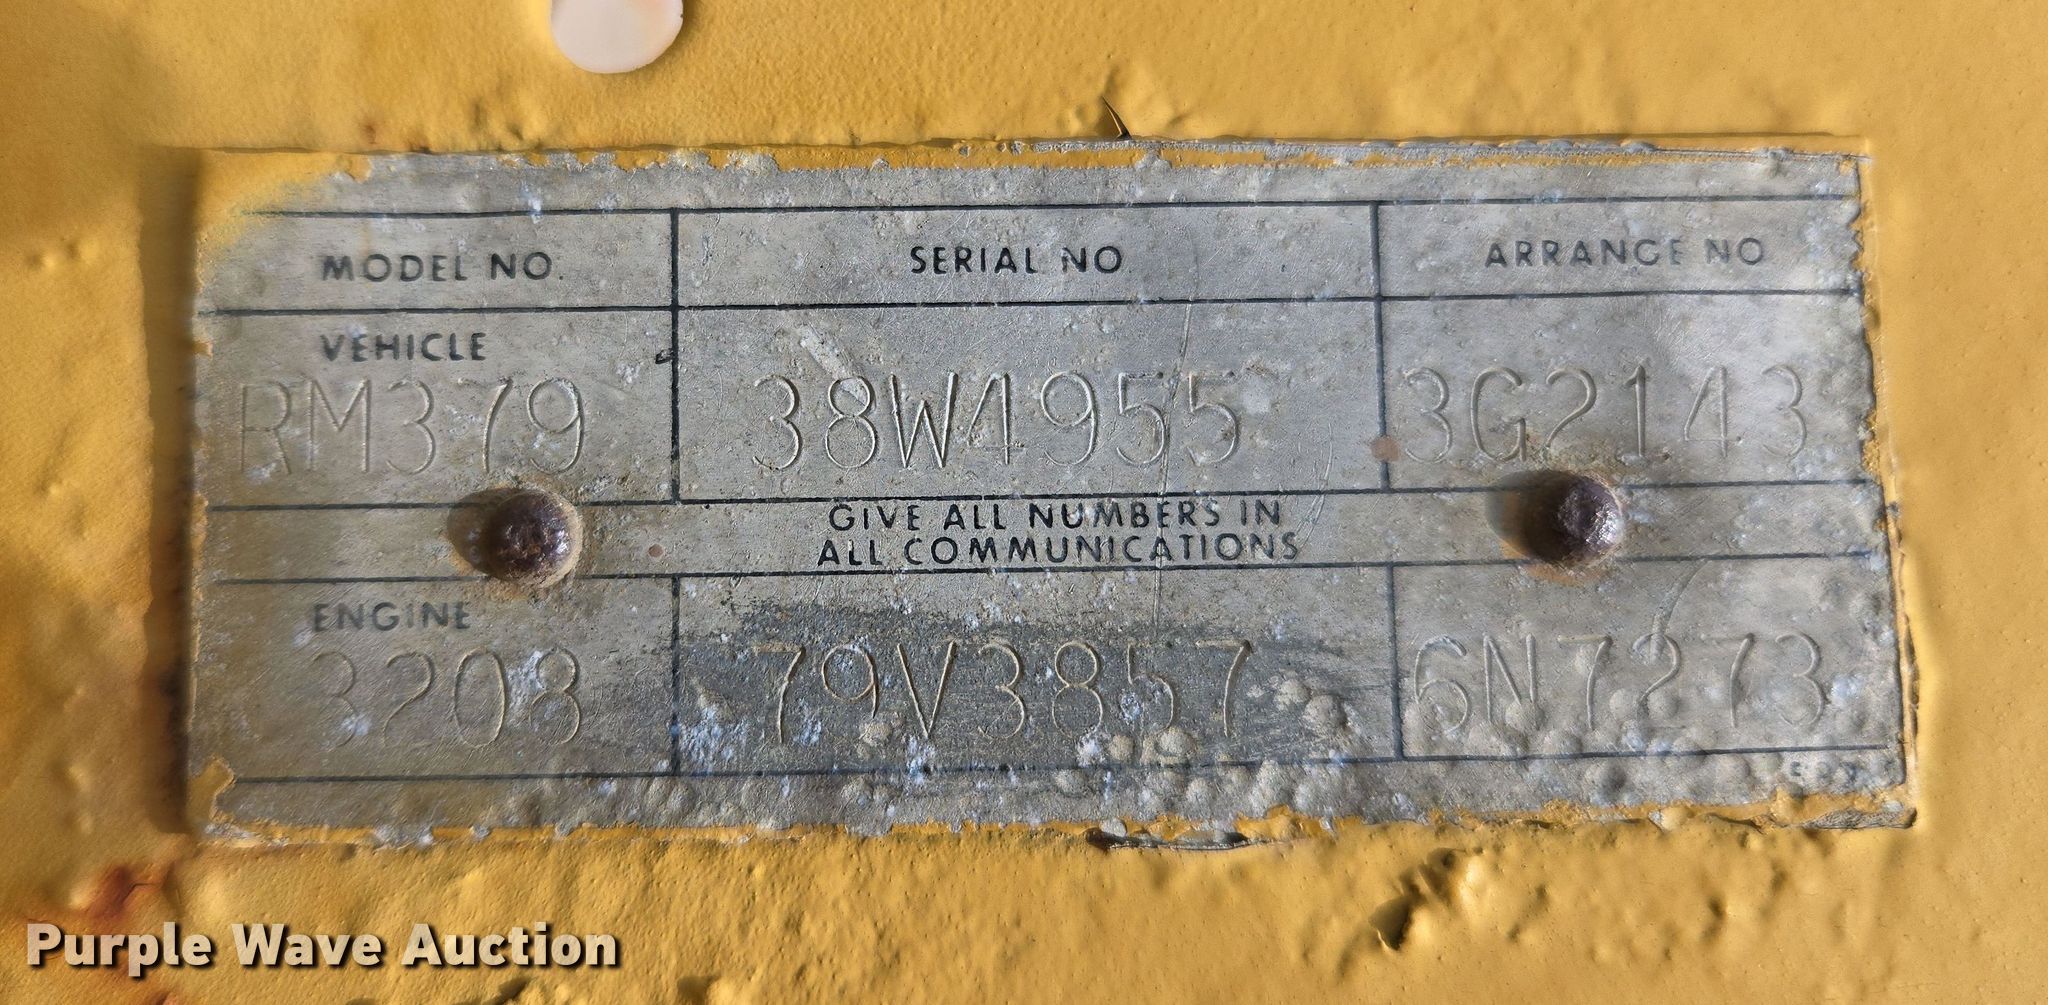 MODEL NO. SERIAL NO ARRANGE NO
VEHICLE
RM379 38W4955 3G2143
GIVE ALL NUMBERS IN
ALL COMMUNICATIONS
ENGINE
3208 79V3857 6N7273
Purple Wave Auction